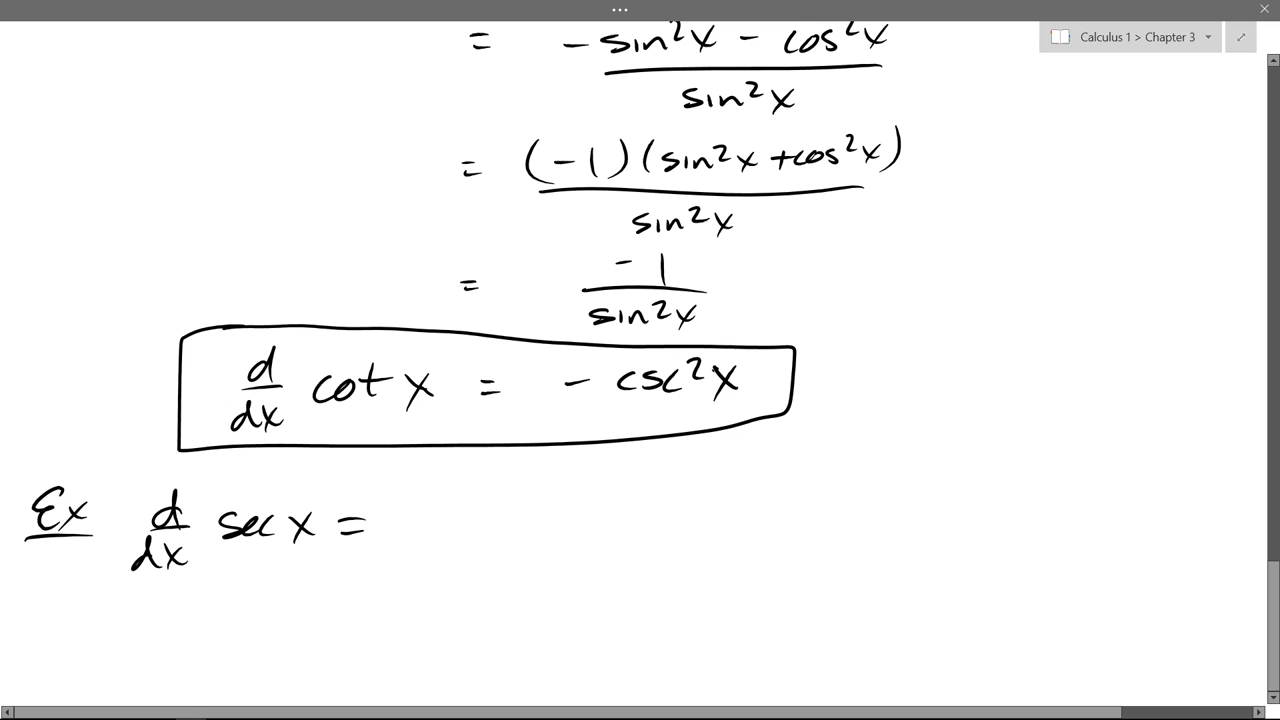 ...
Calculus 1 > Chapter 3
= - sin²x - cos²x
sin²x
= (-1)(sin²x + cos²x)
sin²x
= -1
sin²x
d/dx cot x = - csc²x
Ex d/dx sec x =